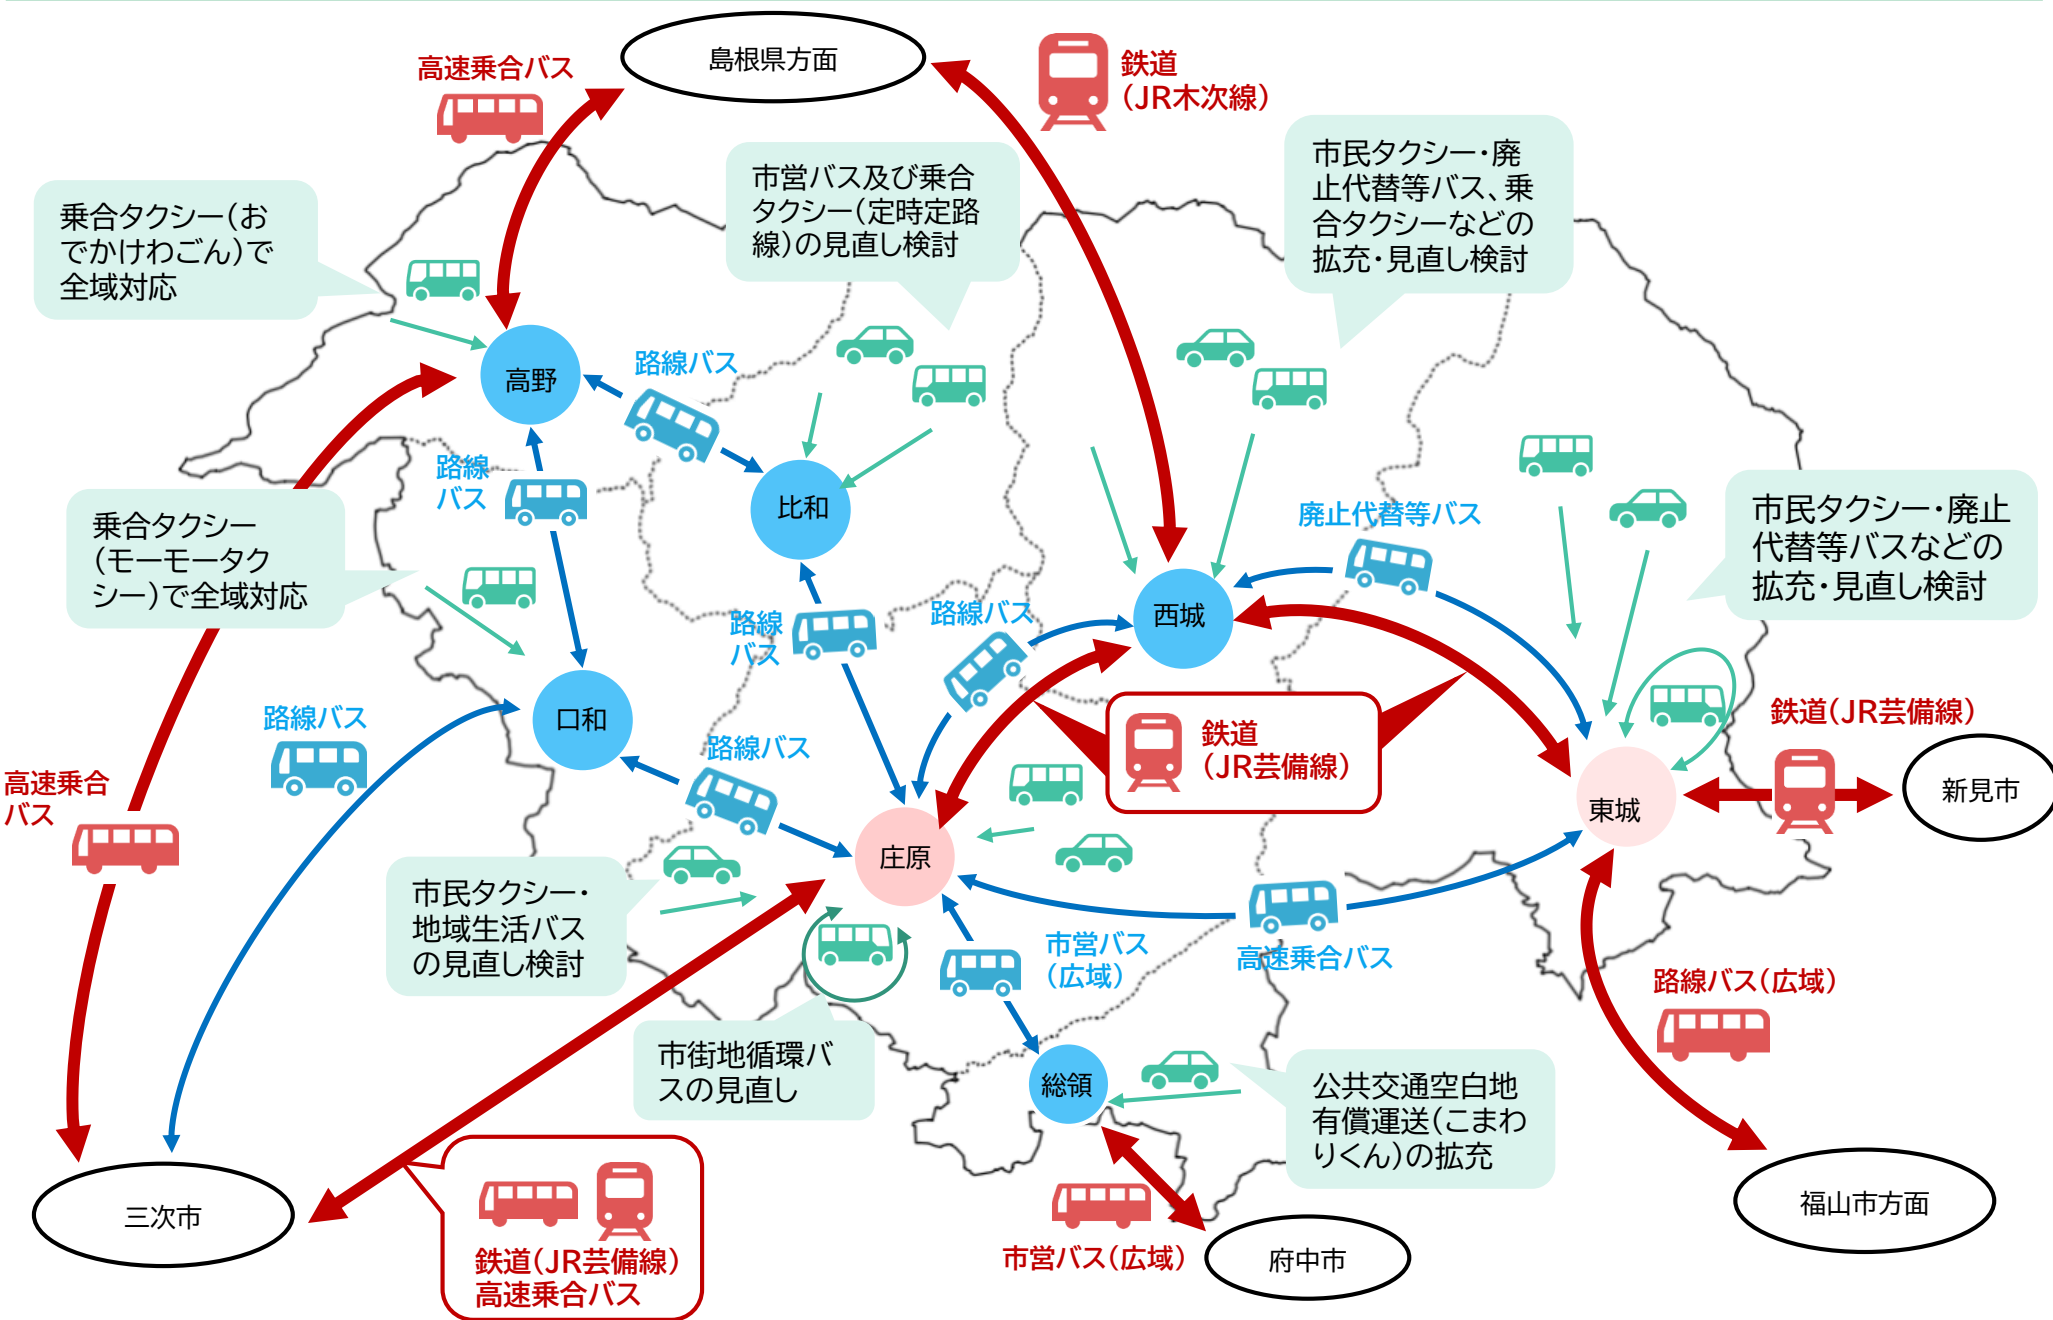 島根県方面
高速乗合バス
鉄道
（JR木次線）
市民タクシー・廃
止代替等バス、乗
合タクシーなどの
拡充・見直し検討
市営バス及び乗合
タクシー（定時定路
線）の見直し検討
乗合タクシー（お
でかけわごん）で
全域対応
高野
路線バス
路線
バス
比和
廃止代替等バス
市民タクシー・廃止
代替等バスなどの
拡充・見直し検討
乗合タクシー
（モーモータク
シー）で全域対応
路線
バス
路線バス
西城
口和
路線バス
路線バス
鉄道
（JR芸備線）
鉄道（JR芸備線）
高速乗合
バス
新見市
東城
庄原
市民タクシー・
地域生活バス
の見直し検討
市営バス
（広域）
高速乗合バス
路線バス（広域）
市街地循環バ
スの見直し
総領
公共交通空白地
有償運送（こまわ
りくん）の拡充
三次市
福山市方面
鉄道（JR芸備線）
高速乗合バス
市営バス（広域）
府中市